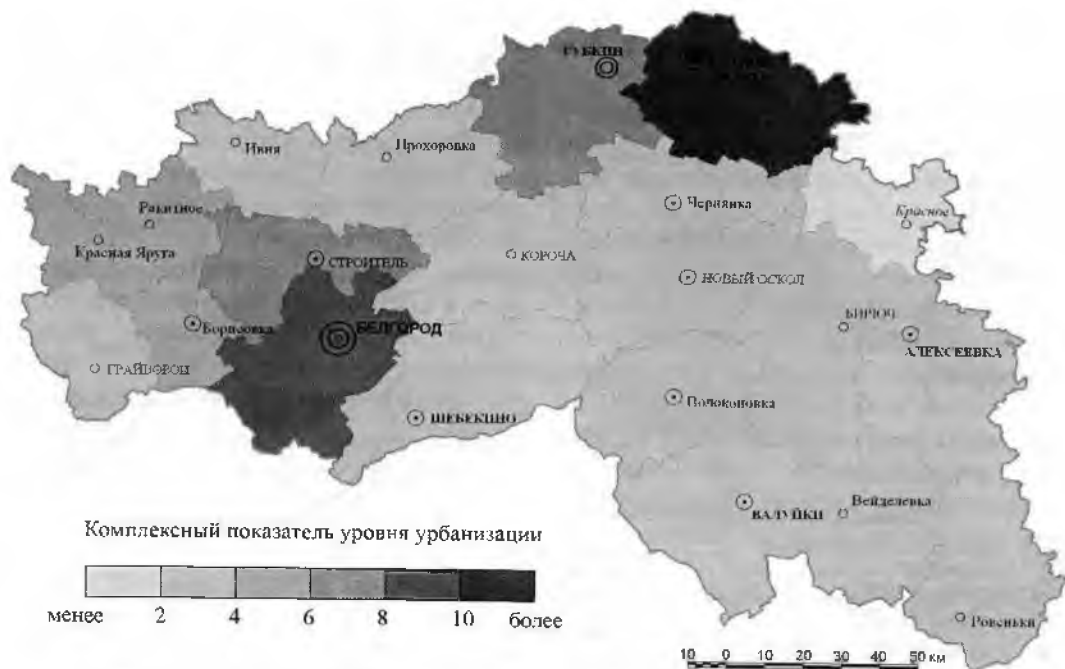 ГУБКИН
Ивня
Прохоровка
Ракитное
Чернянка
Красное
Красная Яруга
КОРОЧА
СТРОИТЕЛЬ
НОВЫЙ ОСКОЛ
Борисовка
БЕЛГОРОД
БИРЮЧ
АЛЕКСЕЕВКА
ГРАЙВОРОН
Волоконовка
ШЕБЕКИНО
Вейделевка
ВАЛУЙКИ
Комплексный показатель уровня урбанизации
менее 2 4 6 8 10 более
Ровеньки
10 0 10 20 30 40 50 км